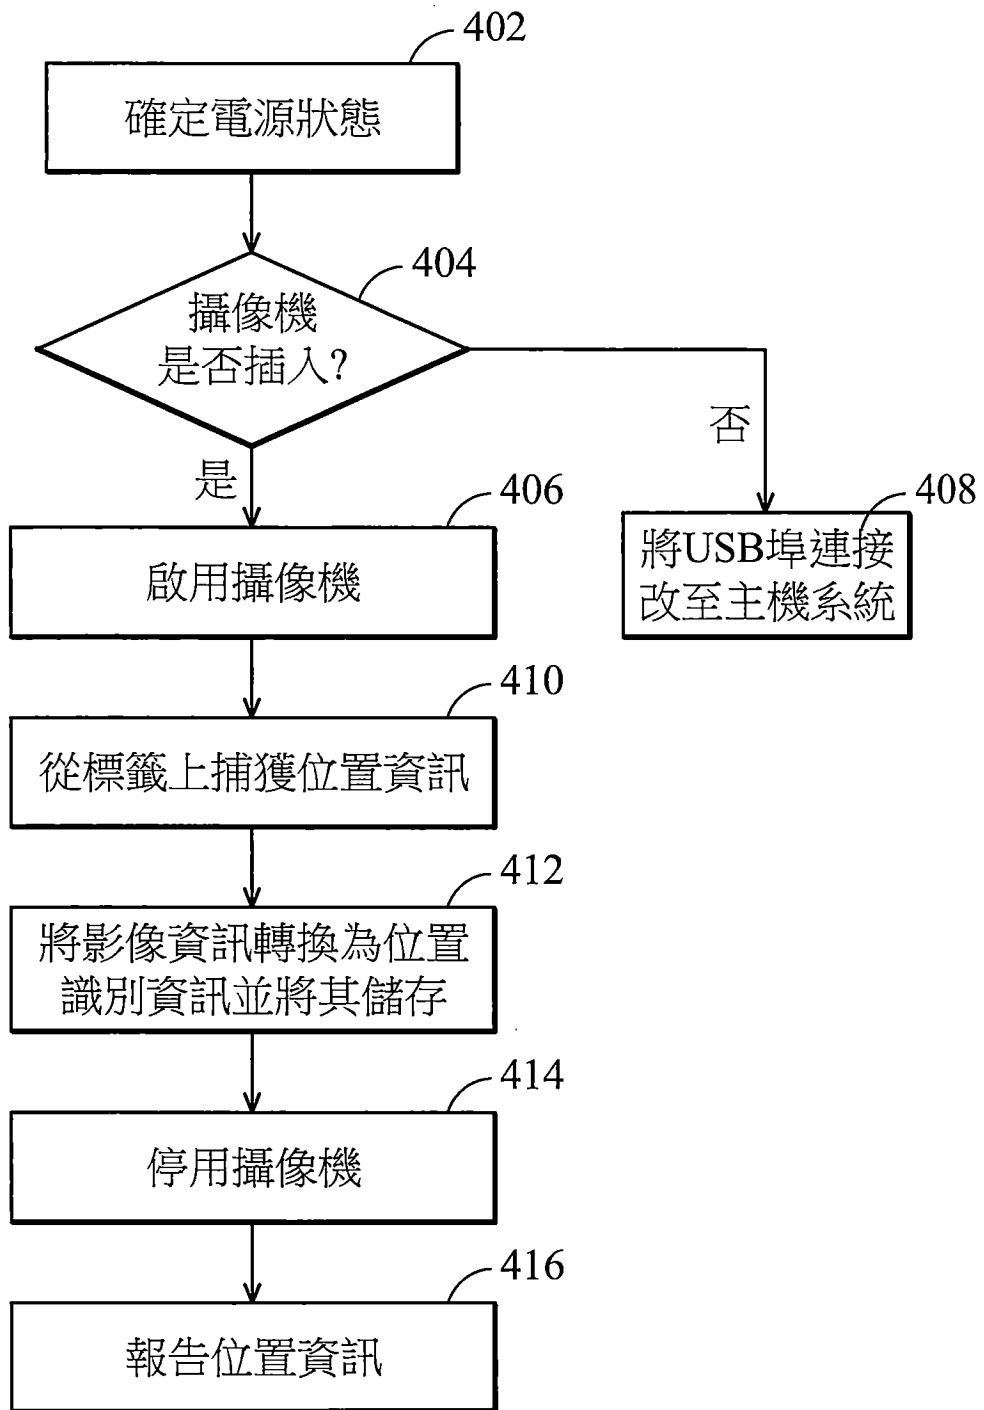 402
確定電源狀態
404
攝像機
是否插入?
否
是
406
408
啟用攝像機
將USB埠連接
改至主機系統
410
從標籤上捕獲位置資訊
412
將影像資訊轉換為位置
識別資訊並將其儲存
414
停用攝像機
416
報告位置資訊